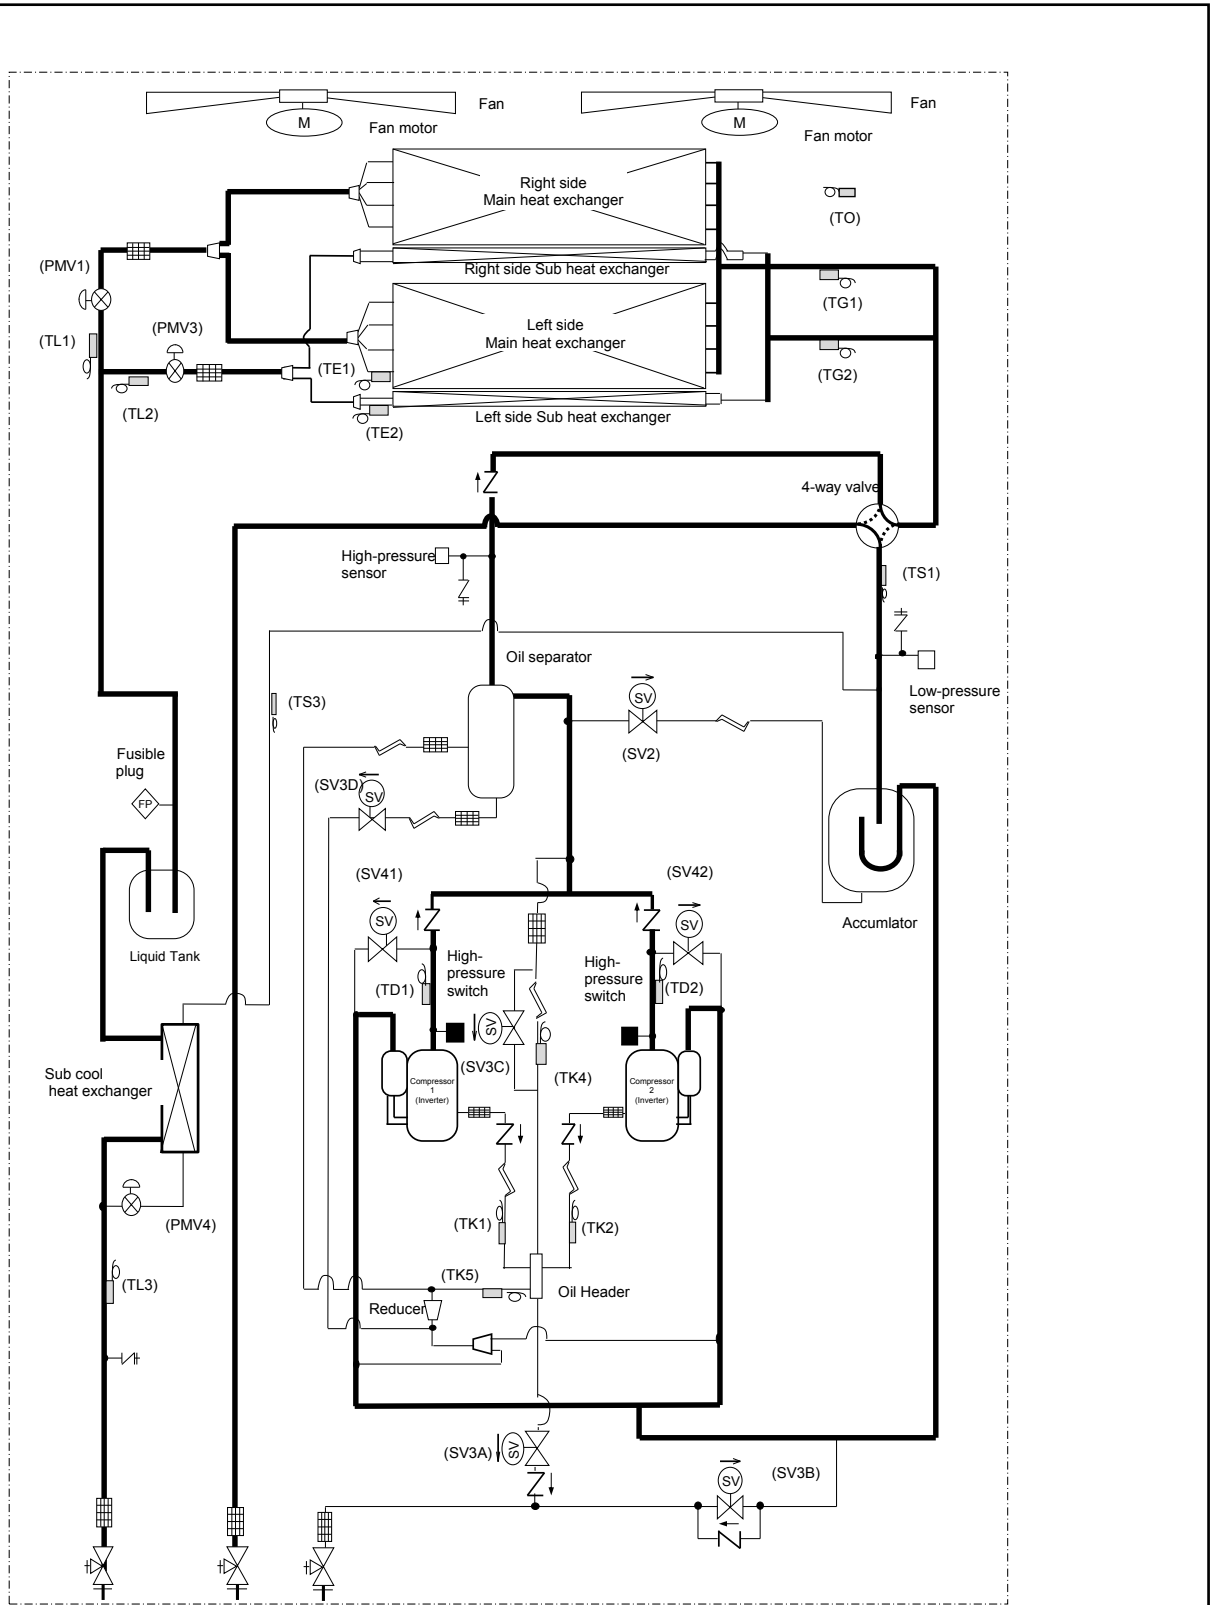 Fan
Fan
M
M
Fan motor
Fan motor
Right side
Main heat exchanger
(TO)
(PMV1)
Right side Sub heat exchanger
(TG1)
(PMV3)
Left side
Main heat exchanger
(TL1)
(TE1)
(TG2)
(TL2)
Left side Sub heat exchanger
(TE2)
4-way valve
High-pressure
sensor
(TS1)
Oil separator
(TS3)
SV
Low-pressure
sensor
(SV2)
Fusible
plug
(SV3D)
SV
FP
(SV41)
(SV42)
SV
SV
Accumlator
Liquid Tank
High-
pressure
switch
High-
pressure
switch
(TD1)
(TD2)
SV
Sub cool
heat exchanger
(SV3C)
(TK4)
Compressor
1
(Inverter)
Compressor
2
(Inverter)
(PMV4)
(TK1)
(TK2)
(TK5)
(TL3)
Oil Header
Reducer
(SV3A)
SV
(SV3B)
SV